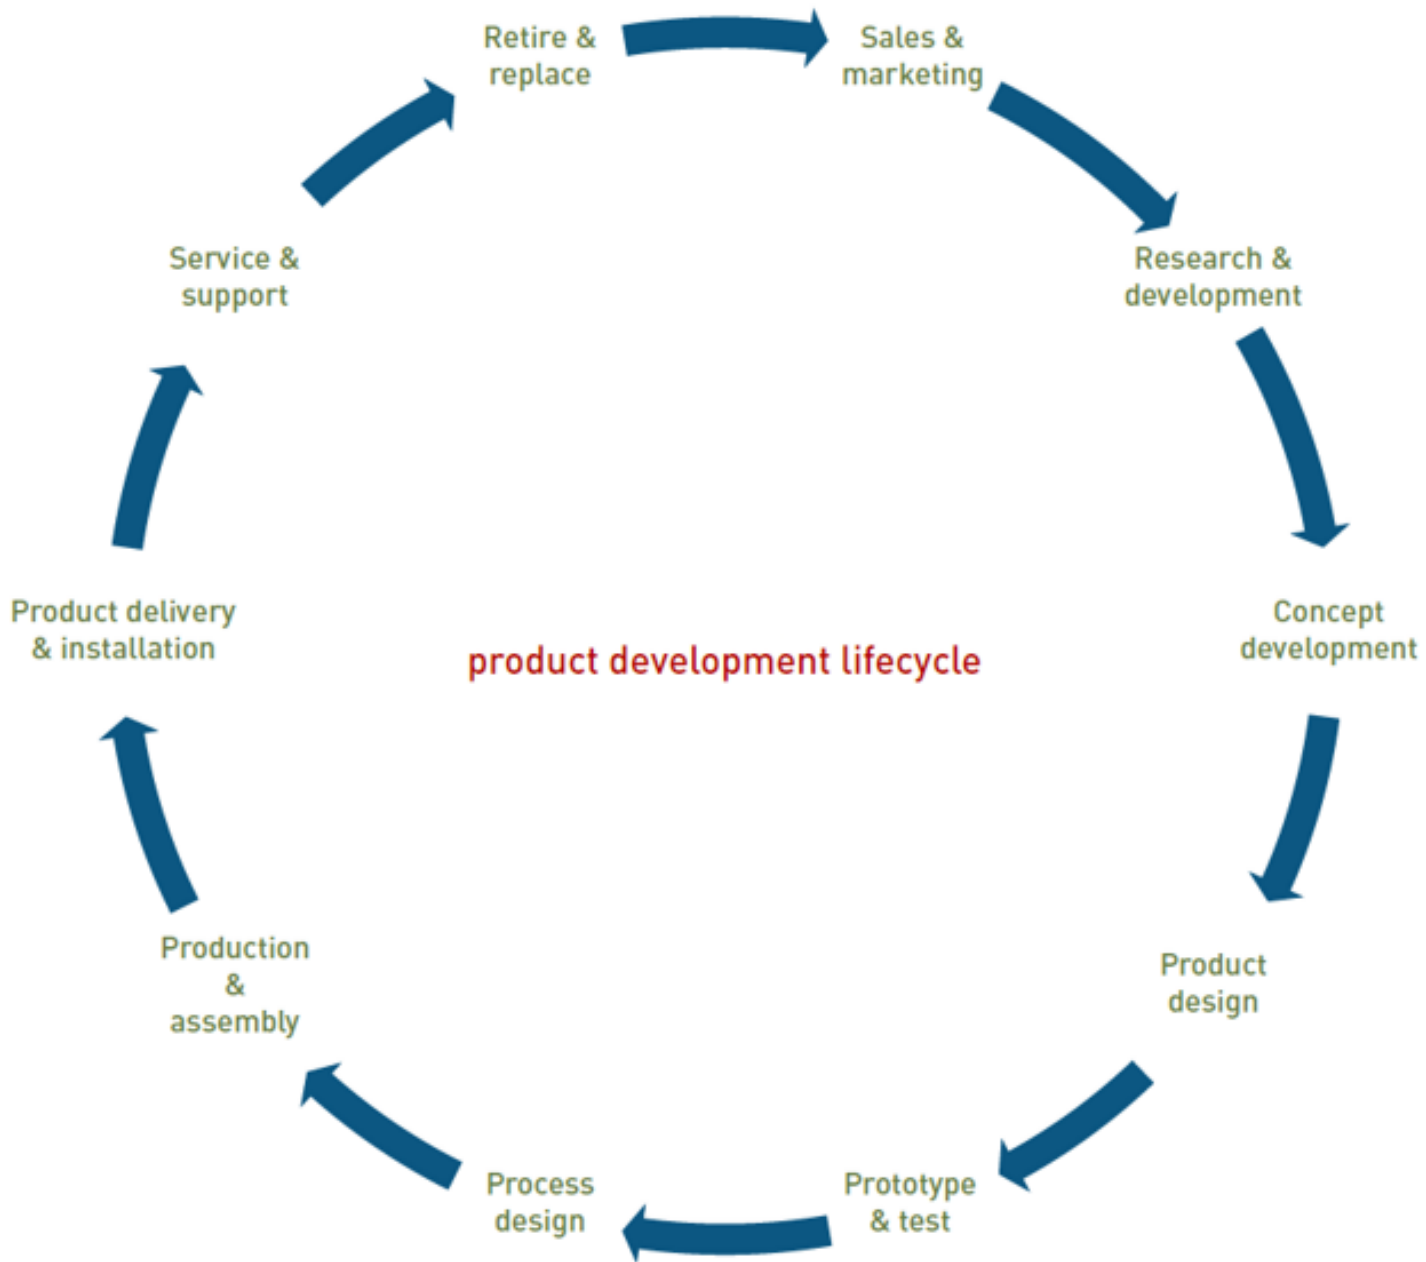 Retire &
replace
Sales &
marketing
Research &
development
Concept
development
Product
design
Prototype
& test
Process
design
Production
&
assembly
Product delivery
& installation
Service &
support
product development lifecycle